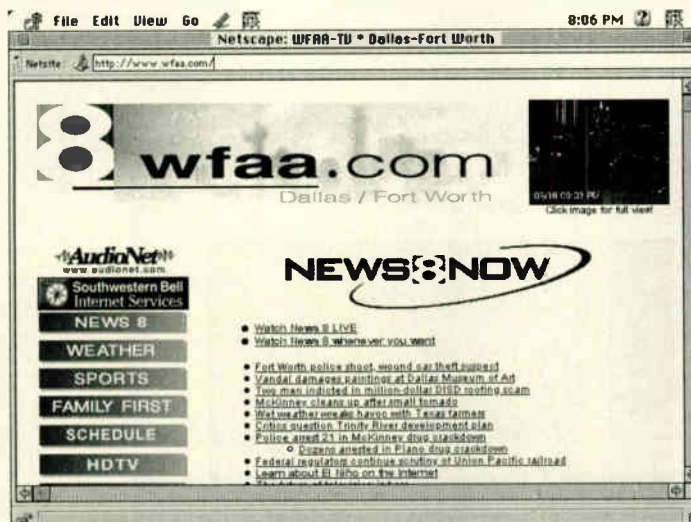 File Edit View Go
8:06 PM
Netscape: WFAA-TV * Dallas-Fort Worth
Netsite: http://www.wfaa.com/
8 wfaa.com
Dallas / Fort Worth
Click image for full view!
AudioNet
www.audionet.com
Southwestern Bell
Internet Services
NEWS 8
WEATHER
SPORTS
FAMILY FIRST
SCHEDULE
HDTV
NEWS 8 NOW
Watch News 8 LIVE
Watch News 8 whenever you want
Fort Worth police shoot, wound car theft suspect
Vandal damages paintings at Dallas Museum of Art
Two men indicted in million-dollar DISD roofing scam
McKinney cleans up after small tornado
Wet weather wreaks havoc with Texas farmers
Critics question Trinity River development plan
Police arrest 21 in McKinney drug crackdown
Dozens arrested in Plano drug crackdown
Federal regulators continue scrutiny of Union Pacific railroad
Learn about El Niño on the Internet